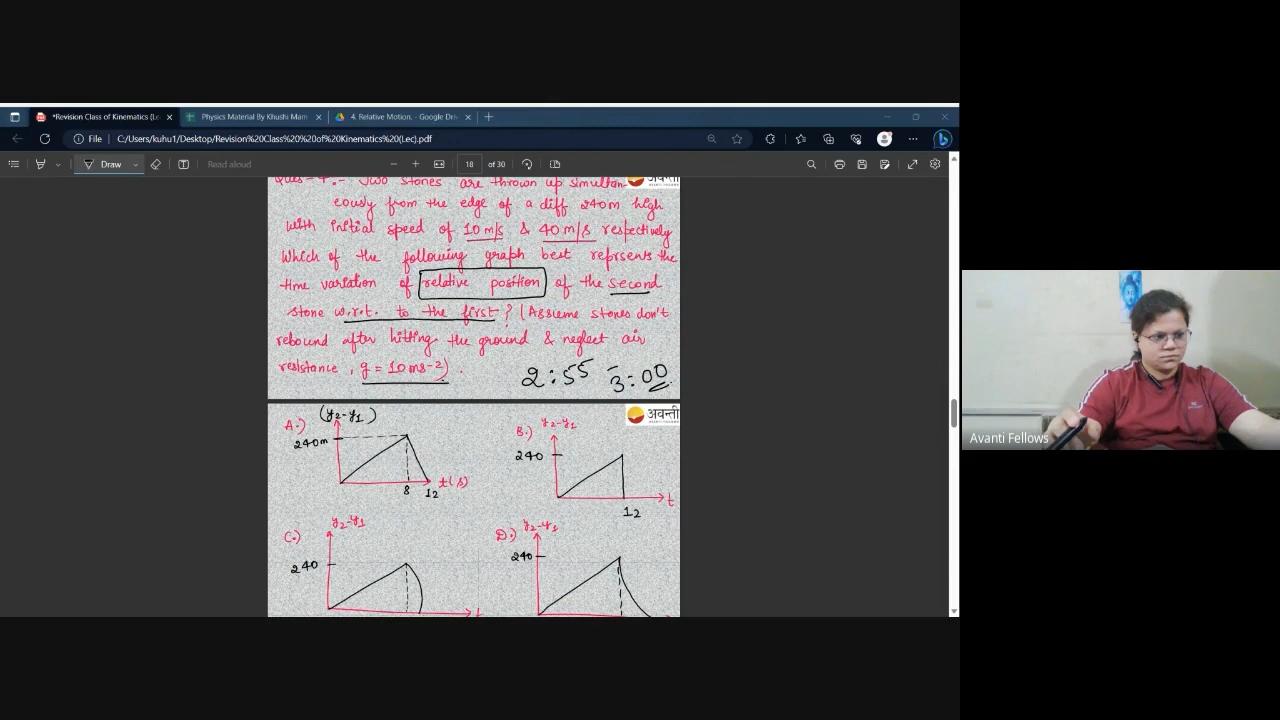 *Revision Class of Kinematics (Le
Physics Material By Khushi Mam
4. Relative Motion. - Google Dri
File
C:/Users/kuhu1/Desktop/Revision%20Class%20%20of%20Kinematics%20(Lec).pdf
Draw
Read aloud
18 of 30
Ques - 4:- Two stones are thrown up simultan-
eously from the edge of a diff 240m high
with initial speed of 10 m/s & 40 m/s respectively
Which of the following graph best reprsents the
time variation of relative position of the second
stone w.r.t. to the first? (Assume stones don't
rebound after hitting the ground & neglect air
resistance, g = 10 ms-2).
2:55 - 3:00
अवन्ती
A.) (y2-y1)
240m
8 12
t(s)
B.) y2-y1
240
12
t
C.) y2-y1
240
t
D.) y2-y1
240
Avanti Fellows